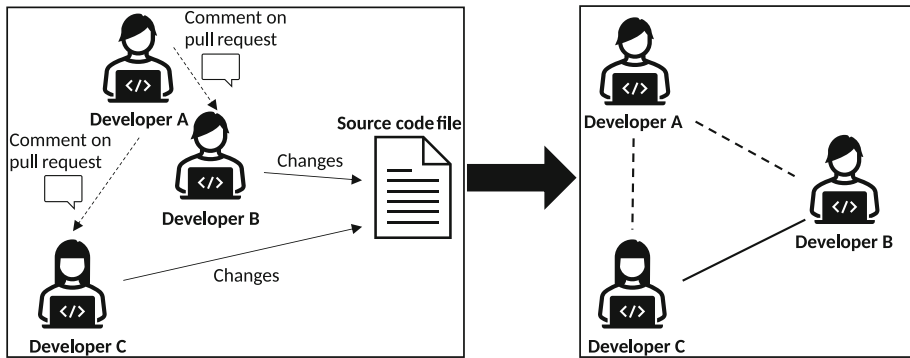 Comment on
pull request
</>
Developer A
Comment on
pull request
</>
Developer B
Changes
Source code file
</>
Developer C
Changes
</>
Developer A
</>
Developer B
</>
Developer C